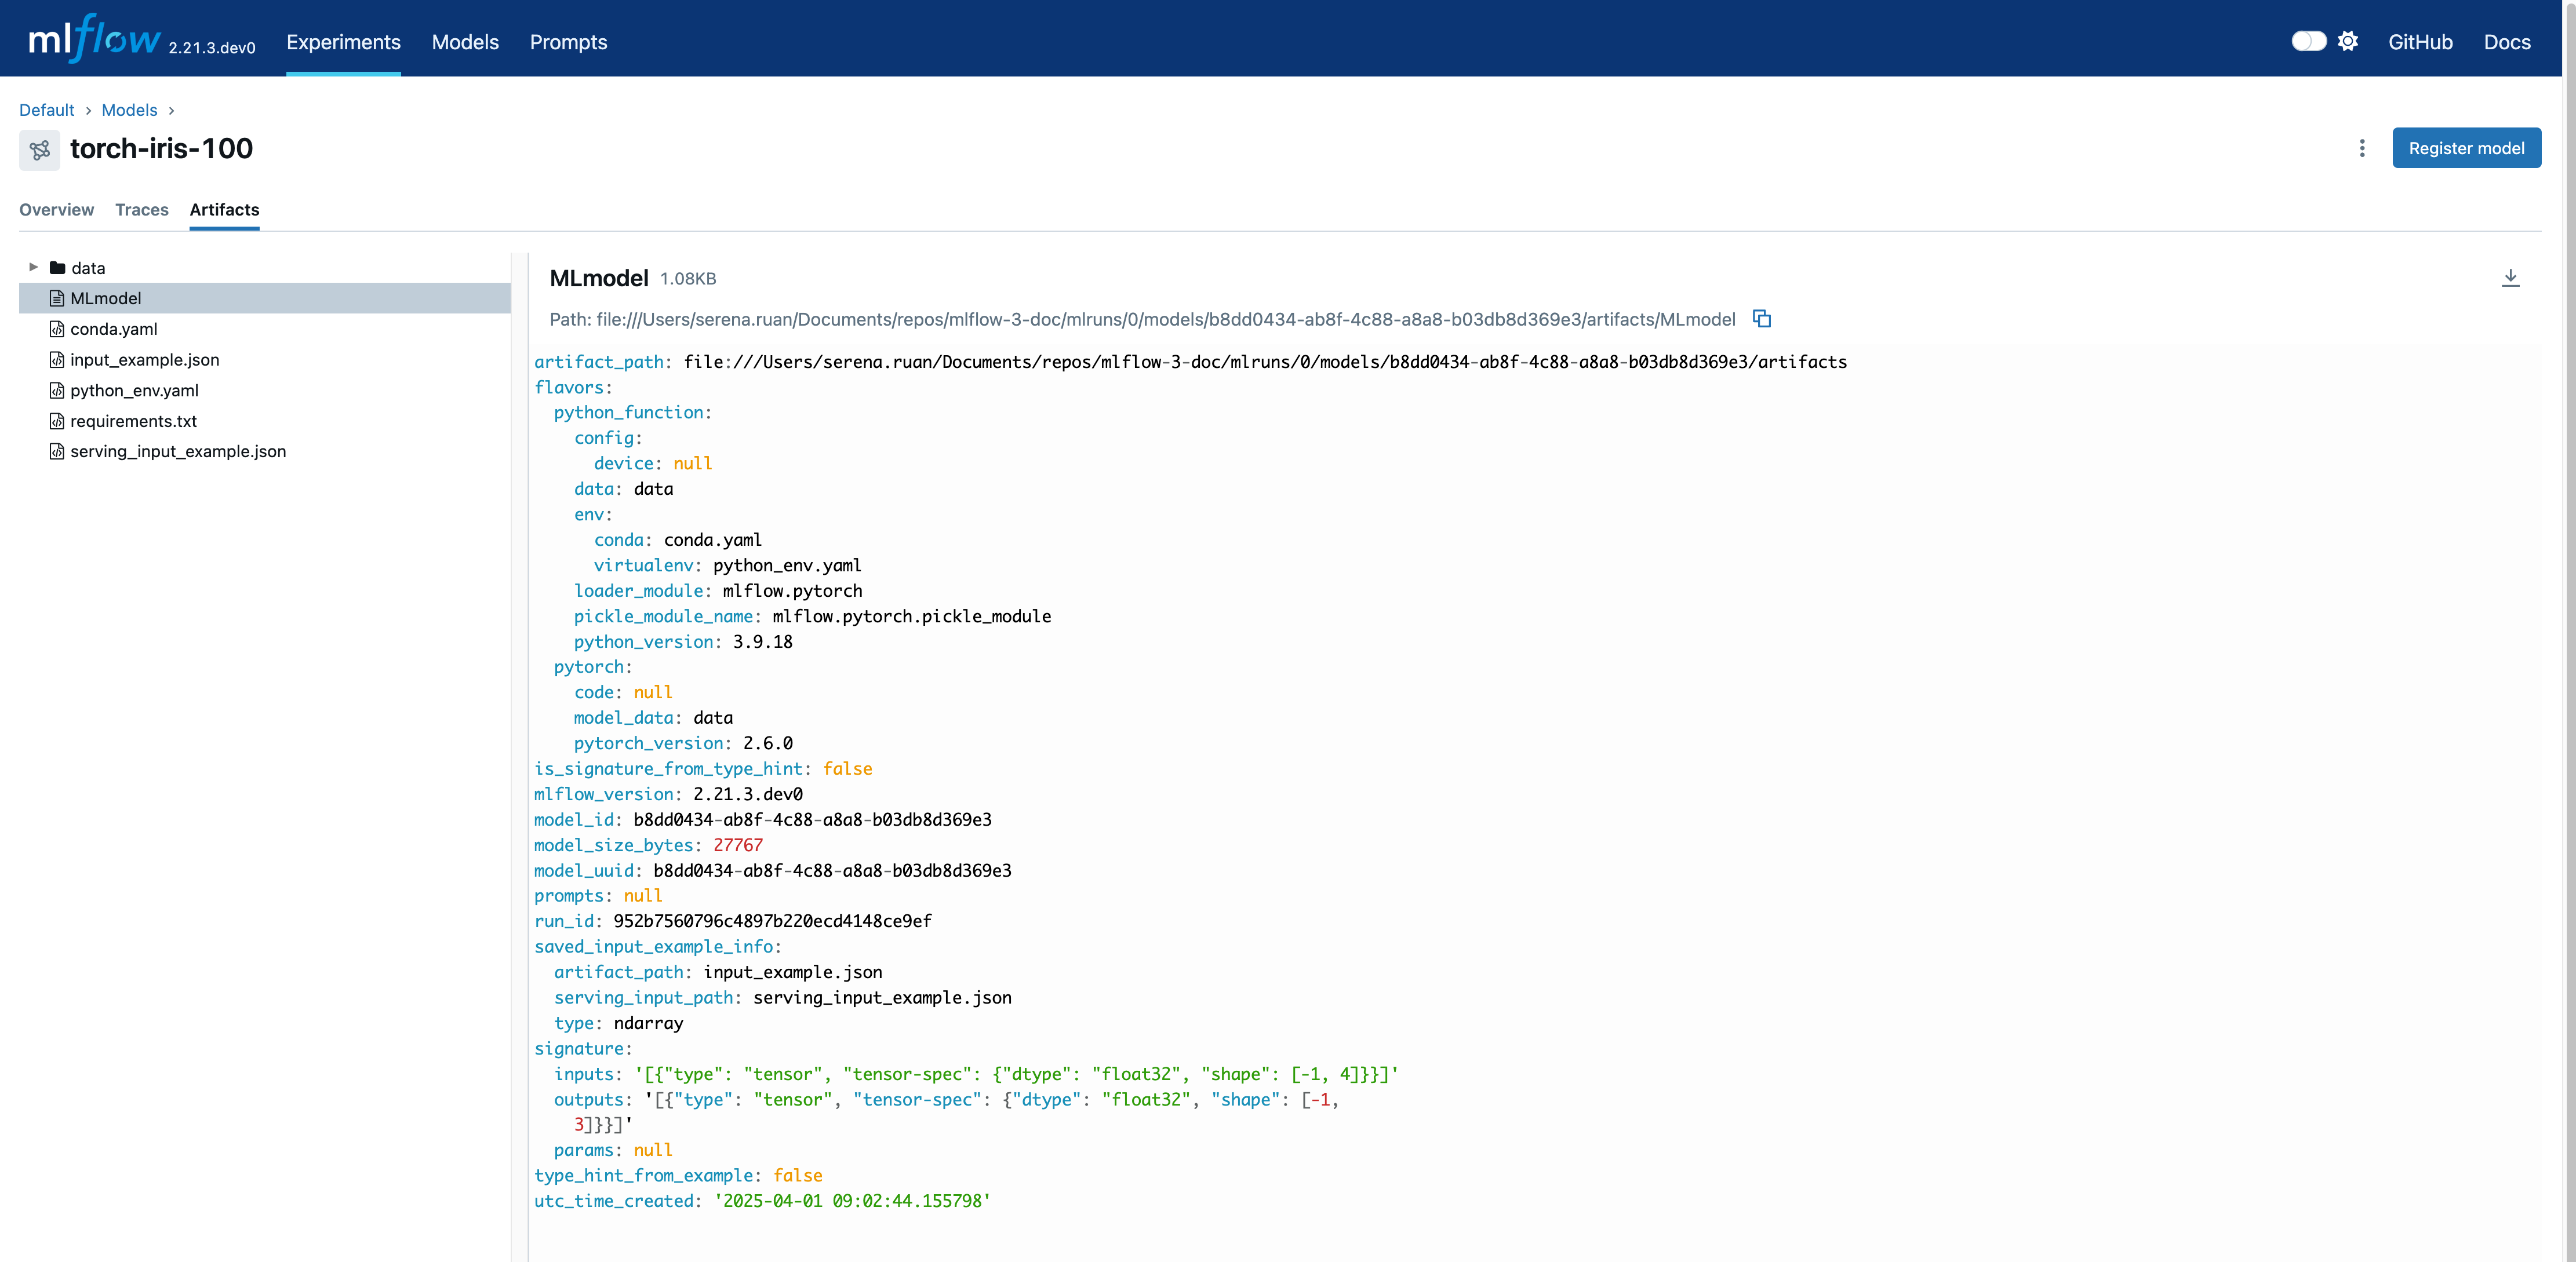 mlflow 2.21.3.dev0 Experiments Models Prompts GitHub Docs
Default › Models ›
torch-iris-100
Register model
Overview Traces Artifacts
data
MLmodel
conda.yaml
input_example.json
python_env.yaml
requirements.txt
serving_input_example.json
MLmodel 1.08KB
Path: file:///Users/serena.ruan/Documents/repos/mlflow-3-doc/mlruns/0/models/b8dd0434-ab8f-4c88-a8a8-b03db8d369e3/artifacts/MLmodel
artifact_path: file:///Users/serena.ruan/Documents/repos/mlflow-3-doc/mlruns/0/models/b8dd0434-ab8f-4c88-a8a8-b03db8d369e3/artifacts
flavors:
  python_function:
    config:
      device: null
    data: data
    env:
      conda: conda.yaml
      virtualenv: python_env.yaml
    loader_module: mlflow.pytorch
    pickle_module_name: mlflow.pytorch.pickle_module
    python_version: 3.9.18
  pytorch:
    code: null
    model_data: data
    pytorch_version: 2.6.0
is_signature_from_type_hint: false
mlflow_version: 2.21.3.dev0
model_id: b8dd0434-ab8f-4c88-a8a8-b03db8d369e3
model_size_bytes: 27767
model_uuid: b8dd0434-ab8f-4c88-a8a8-b03db8d369e3
prompts: null
run_id: 952b7560796c4897b220ecd4148ce9ef
saved_input_example_info:
  artifact_path: input_example.json
  serving_input_path: serving_input_example.json
  type: ndarray
signature:
  inputs: '[{"type": "tensor", "tensor-spec": {"dtype": "float32", "shape": [-1, 4]}}]'
  outputs: '[{"type": "tensor", "tensor-spec": {"dtype": "float32", "shape": [-1,
    3]}}]'
  params: null
type_hint_from_example: false
utc_time_created: '2025-04-01 09:02:44.155798'